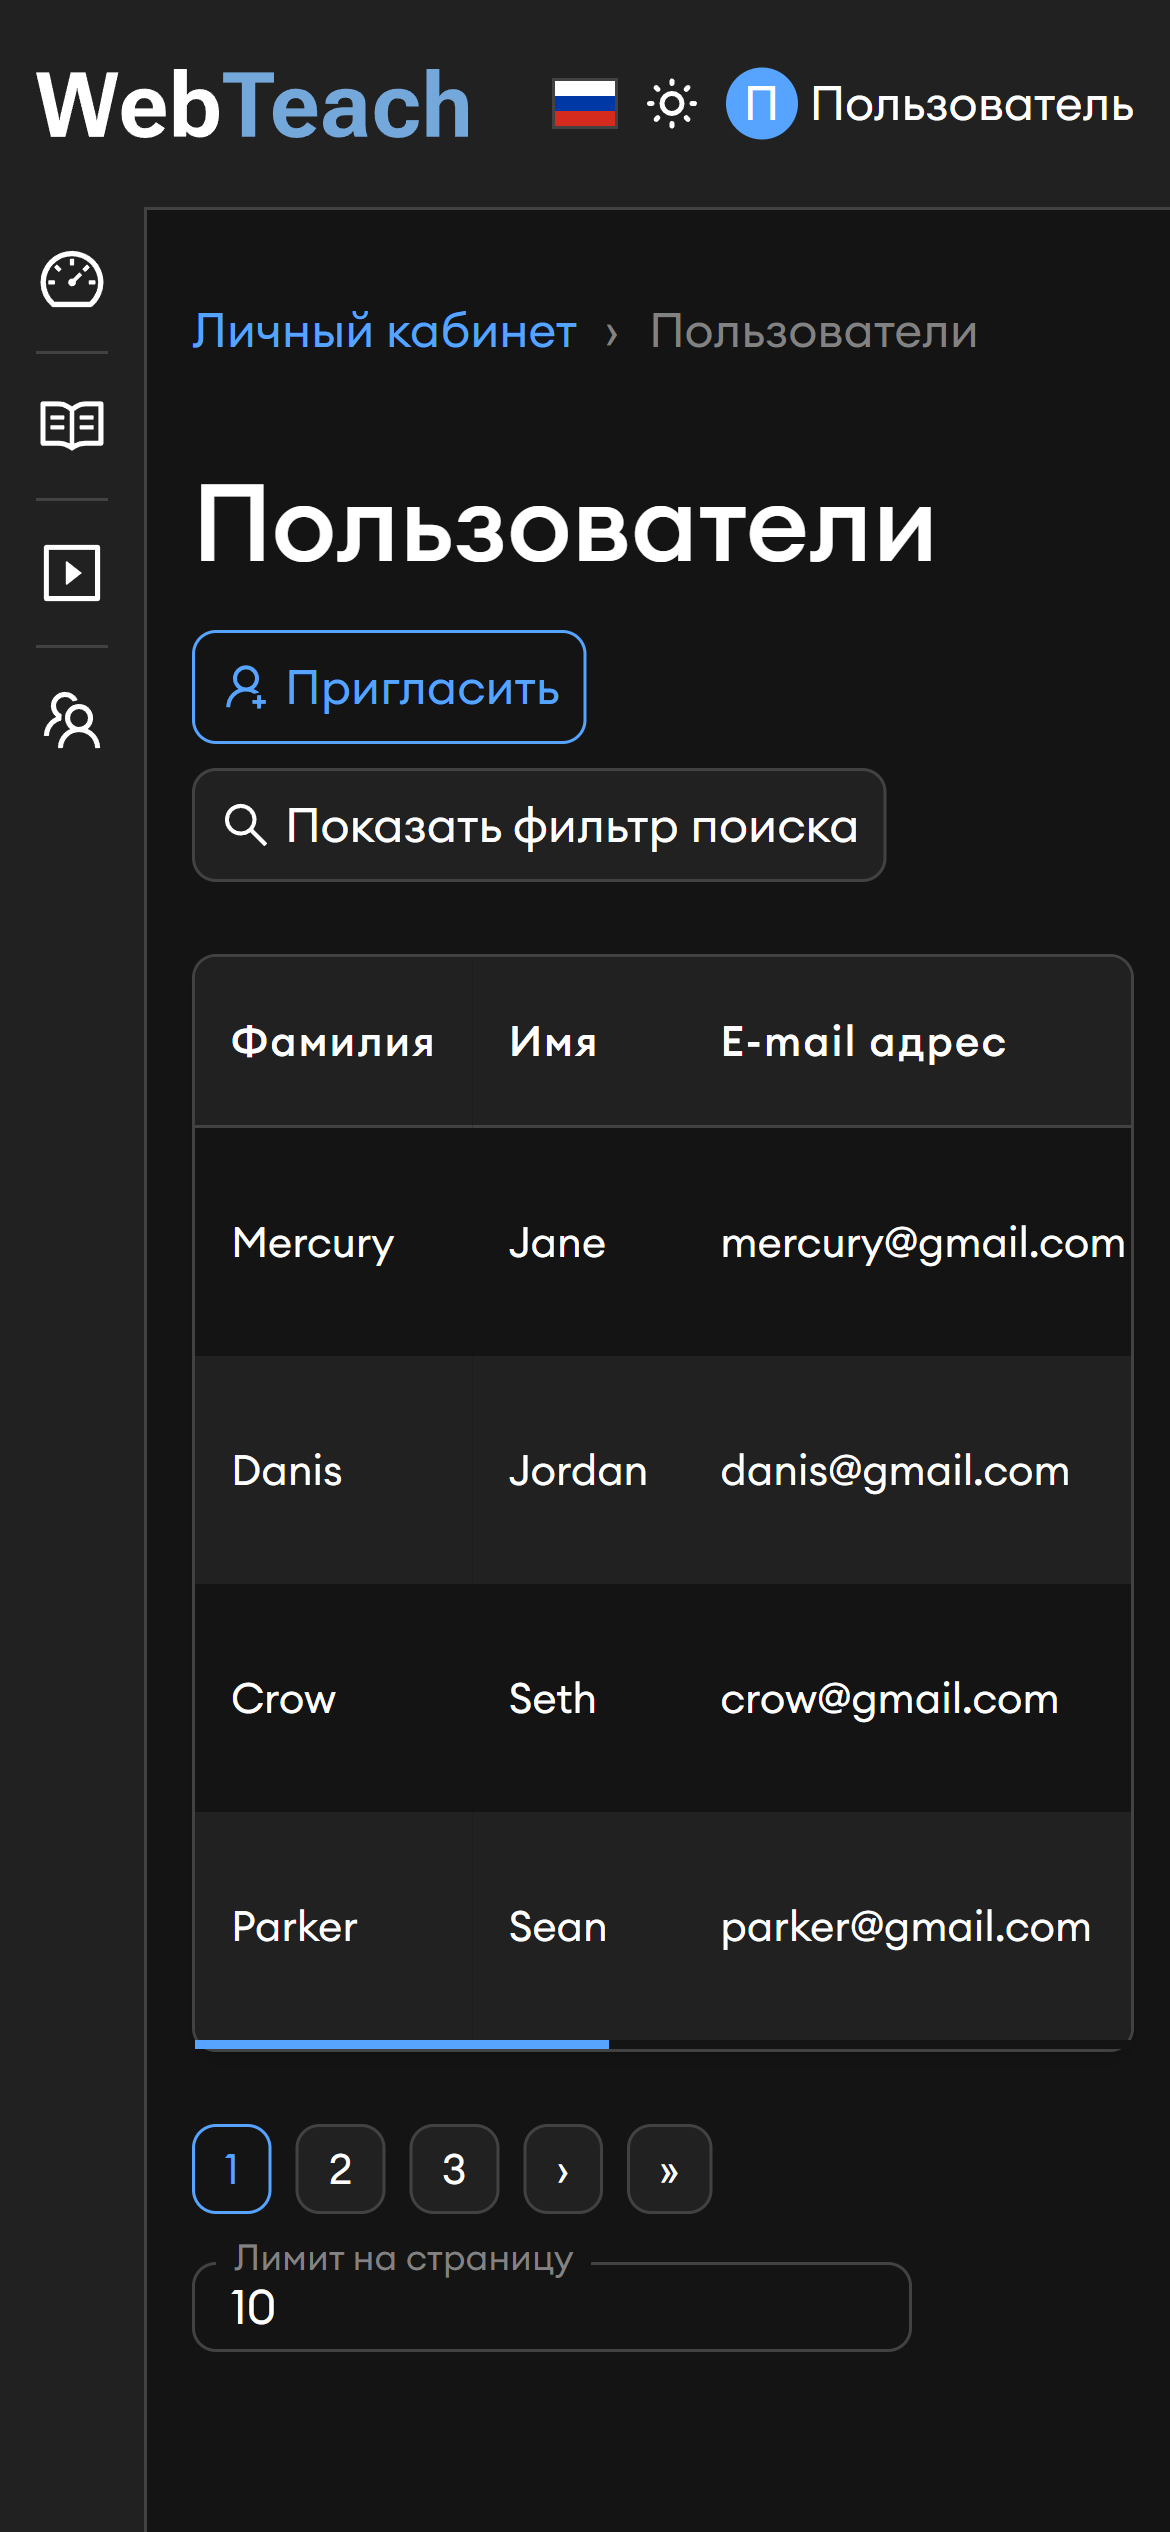 WebTeach П Пользователь
Личный кабинет › Пользователи
Пользователи
Пригласить
Показать фильтр поиска
Фамилия Имя E-mail адрес
Mercury Jane mercury@gmail.com
Danis Jordan danis@gmail.com
Crow Seth crow@gmail.com
Parker Sean parker@gmail.com
1 2 3 › »
Лимит на страницу
10